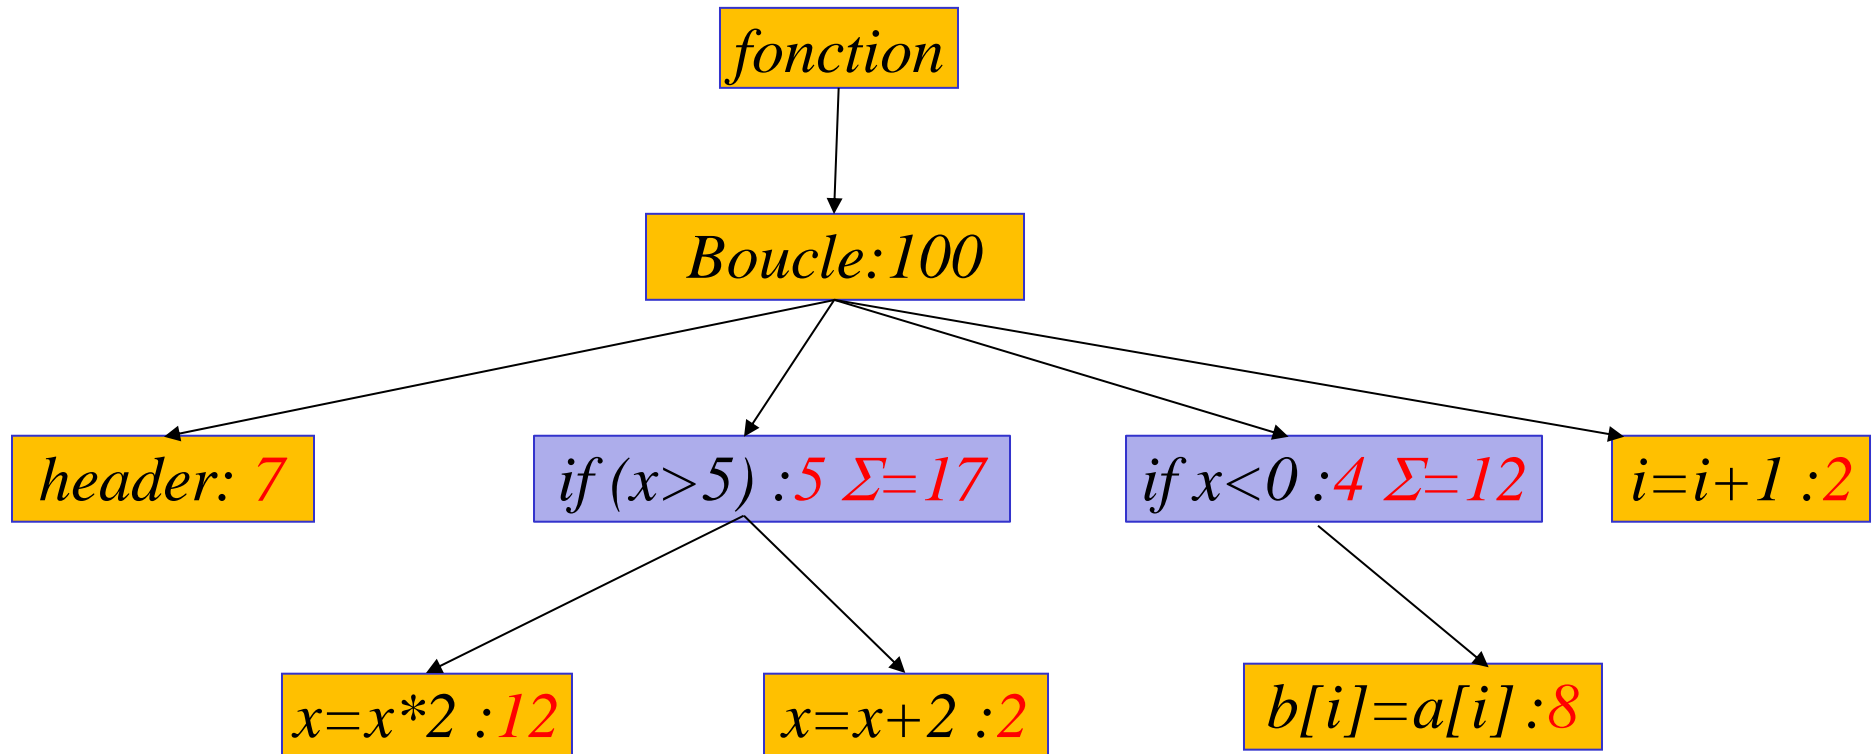 fonction
Boucle:100
header: 7
if (x>5) :5 Σ=17
if x<0 :4 Σ=12
i=i+1 :2
x=x*2 :12
x=x+2 :2
b[i]=a[i] :8